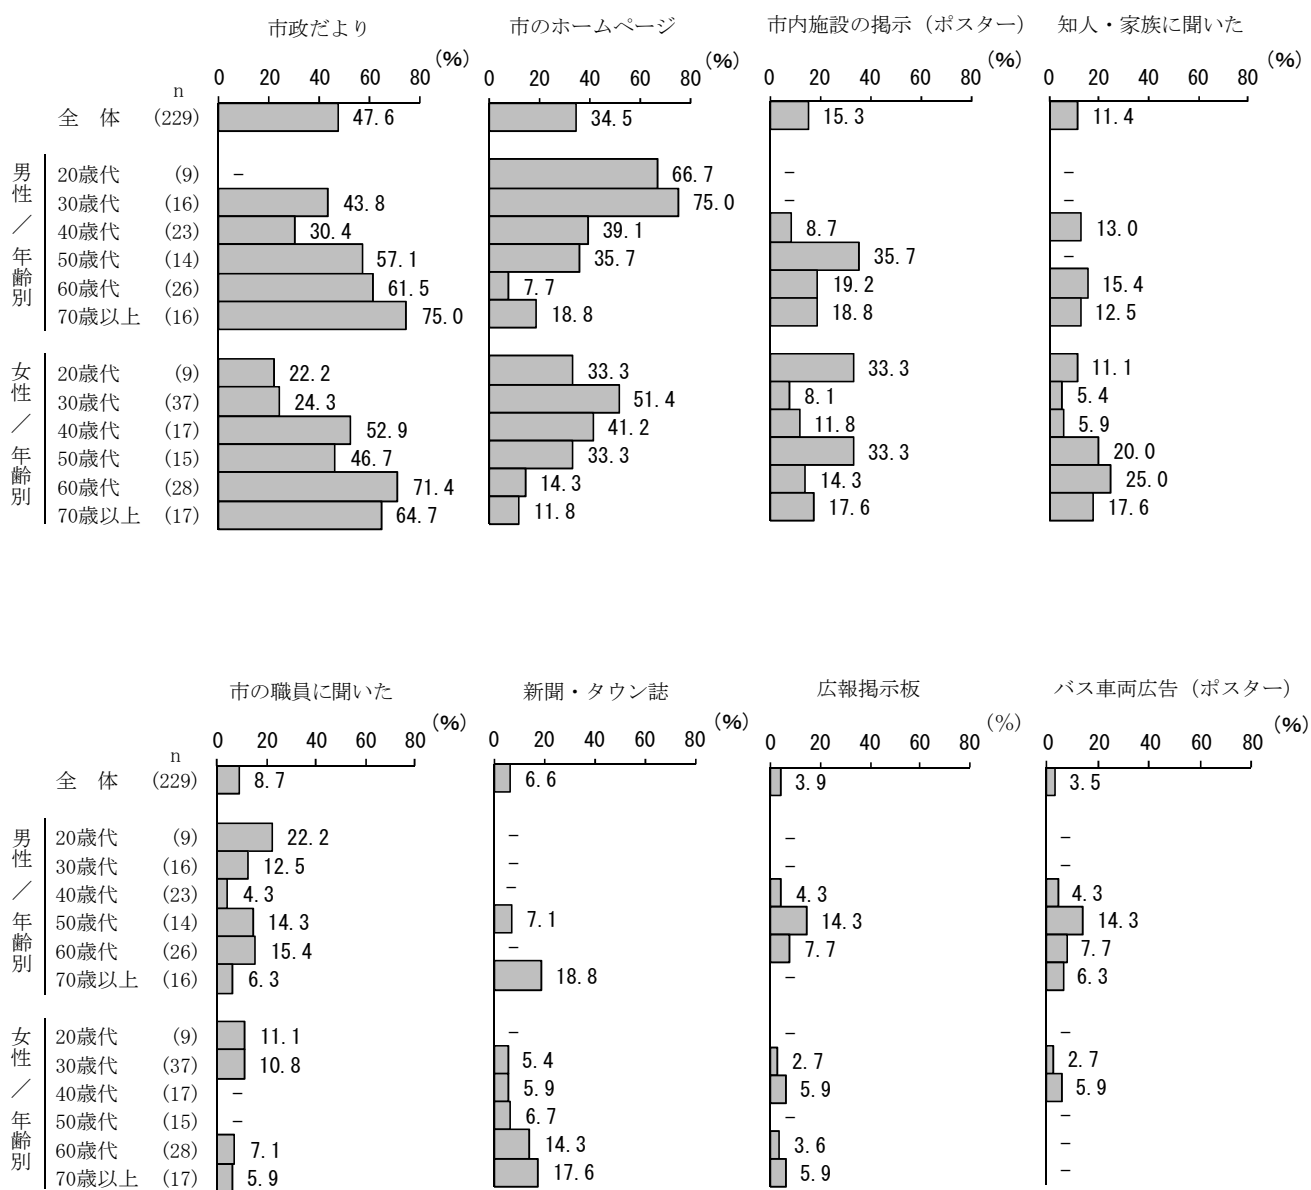 市政だより 市のホームページ 市内施設の掲示（ポスター） 知人・家族に聞いた
(%) (%) (%) (%)
0 20 40 60 80 0 20 40 60 80 0 20 40 60 80 0 20 40 60 80
n
全　体 (229) 47.6 34.5 15.3 11.4
男性／年齢別
20歳代 (9) － 66.7 － －
30歳代 (16) 43.8 75.0 － －
40歳代 (23) 30.4 39.1 8.7 13.0
50歳代 (14) 57.1 35.7 35.7 －
60歳代 (26) 61.5 7.7 19.2 15.4
70歳以上 (16) 75.0 18.8 18.8 12.5
女性／年齢別
20歳代 (9) 22.2 33.3 33.3 11.1
30歳代 (37) 24.3 51.4 8.1 5.4
40歳代 (17) 52.9 41.2 11.8 5.9
50歳代 (15) 46.7 33.3 33.3 20.0
60歳代 (28) 71.4 14.3 14.3 25.0
70歳以上 (17) 64.7 11.8 17.6 17.6
市の職員に聞いた 新聞・タウン誌 広報掲示板 バス車両広告（ポスター）
(%) (%) (%) (%)
0 20 40 60 80 0 20 40 60 80 0 20 40 60 80 0 20 40 60 80
n
全　体 (229) 8.7 6.6 3.9 3.5
男性／年齢別
20歳代 (9) 22.2 － － －
30歳代 (16) 12.5 － － －
40歳代 (23) 4.3 － 4.3 4.3
50歳代 (14) 14.3 7.1 14.3 14.3
60歳代 (26) 15.4 － 7.7 7.7
70歳以上 (16) 6.3 18.8 － 6.3
女性／年齢別
20歳代 (9) 11.1 － － －
30歳代 (37) 10.8 5.4 2.7 2.7
40歳代 (17) － 5.9 5.9 5.9
50歳代 (15) － 6.7 － －
60歳代 (28) 7.1 14.3 3.6 －
70歳以上 (17) 5.9 17.6 5.9 －